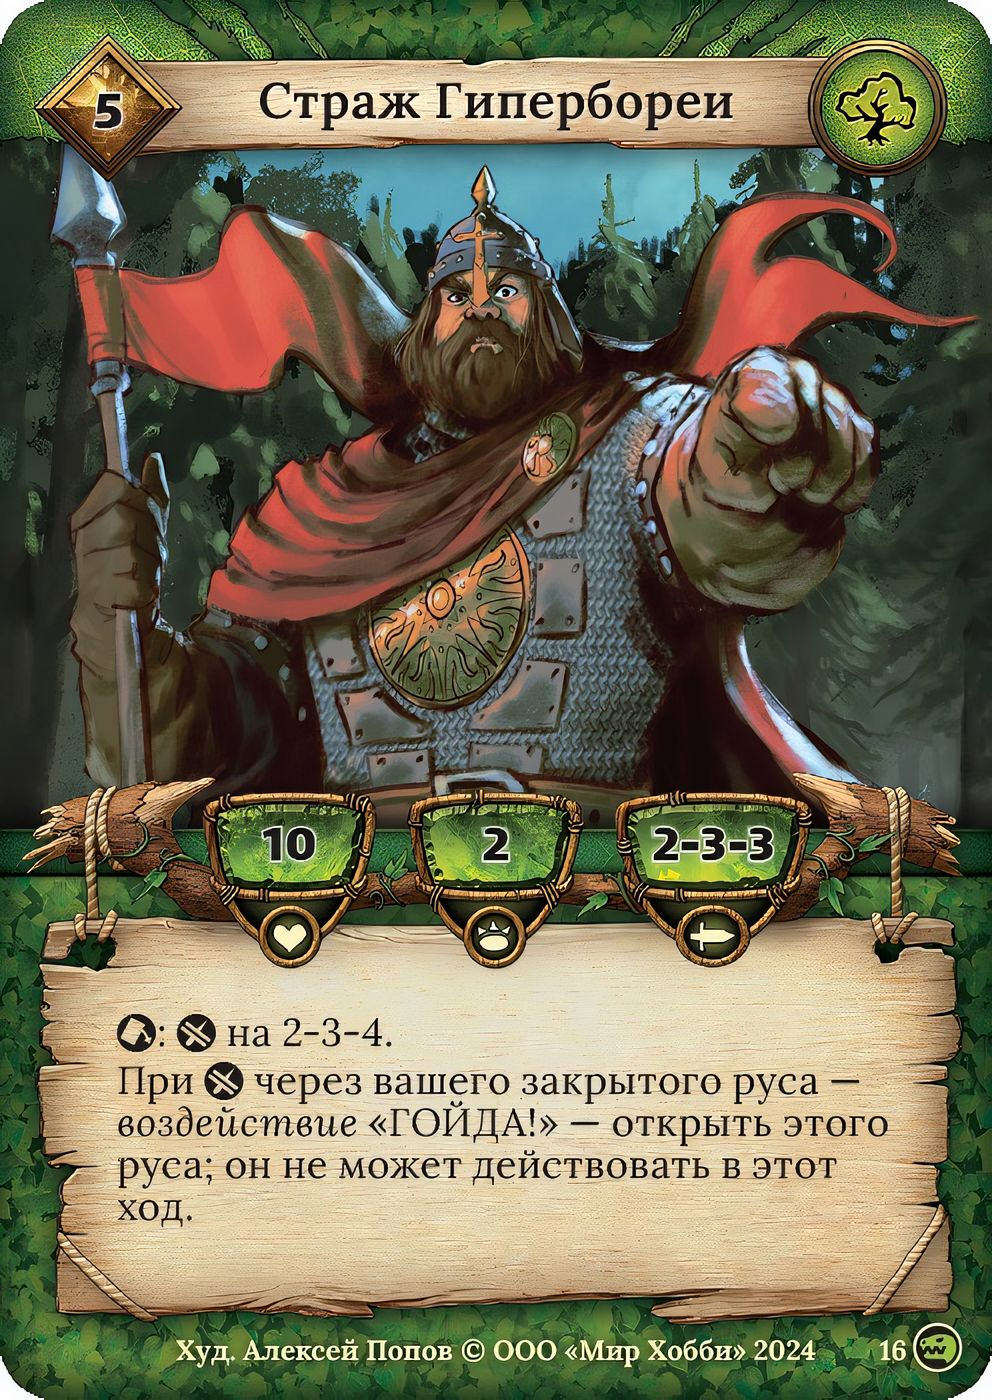 5
Страж Гипербореи
10
2
2-3-3
: на 2-3-4.
При через вашего закрытого руса —
воздействие «ГОЙДА!» — открыть этого
руса; он не может действовать в этот
ход.
Худ. Алексей Попов © ООО «Мир Хобби» 2024
16